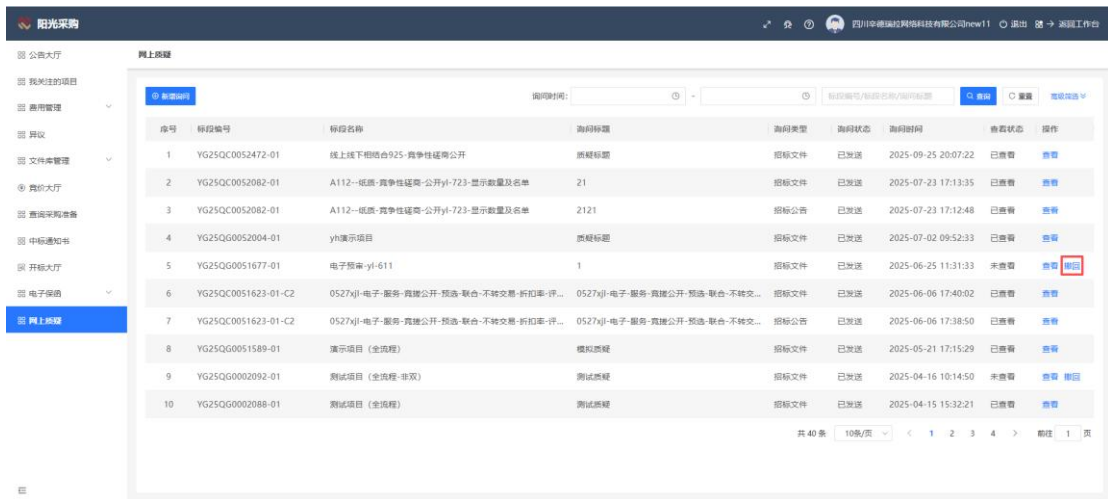 阳光采购
四川辛德瑞拉网络科技有限公司new11 退出 返回工作台
公告大厅
我关注的项目
费用管理
异议
文件库管理
竞价大厅
查阅采购准备
中标通知书
开标大厅
电子保函
网上质疑
网上质疑
新增询问 询问时间: - 标段编号/标段名称/询问标题 查询 重置 高级筛选
序号 标段编号 标段名称 询问标题 询问类型 询问状态 询问时间 查看状态 操作
1 YG25QC0052472-01 线上线下相结合925-竞争性磋商公开 质疑标题 招标文件 已发送 2025-09-25 20:07:22 已查看 查看
2 YG25QC0052082-01 A112--纸质-竞争性磋商-公开yl-723-显示数量及名单 21 招标文件 已发送 2025-07-23 17:13:35 已查看 查看
3 YG25QC0052082-01 A112--纸质-竞争性磋商-公开yl-723-显示数量及名单 2121 招标公告 已发送 2025-07-23 17:12:48 已查看 查看
4 YG25QG0052004-01 yh演示项目 质疑标题 招标文件 已发送 2025-07-02 09:52:33 已查看 查看
5 YG25QG0051677-01 电子预审-yl-611 1 招标文件 已发送 2025-06-25 11:31:33 未查看 查看 撤回
6 YG25QC0051623-01-C2 0527xjl-电子-服务-竞搓公开-预选-联合-不转交易-折扣率-评... 0527xjl-电子-服务-竞搓公开-预选-联合-不转交... 招标文件 已发送 2025-06-06 17:40:02 已查看 查看
7 YG25QC0051623-01-C2 0527xjl-电子-服务-竞搓公开-预选-联合-不转交易-折扣率-评... 0527xjl-电子-服务-竞搓公开-预选-联合-不转交... 招标公告 已发送 2025-06-06 17:38:50 已查看 查看
8 YG25QG0051589-01 演示项目（全流程） 模拟质疑 招标文件 已发送 2025-05-21 17:15:29 已查看 查看
9 YG25QG0002092-01 测试项目（全流程-非双） 测试质疑 招标文件 已发送 2025-04-16 10:14:50 未查看 查看 撤回
10 YG25QG0002088-01 测试项目（全流程） 测试质疑 招标文件 已发送 2025-04-15 15:32:21 已查看 查看
共 40 条 10条/页 1 2 3 4 前往 1 页